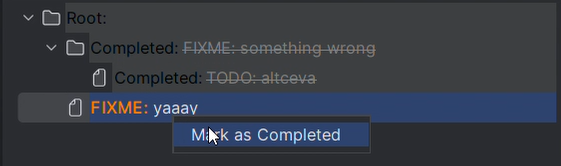 Root:
Completed: FIXME: something wrong
Completed: TODO: altceva
FIXME: yaaay
Mark as Completed